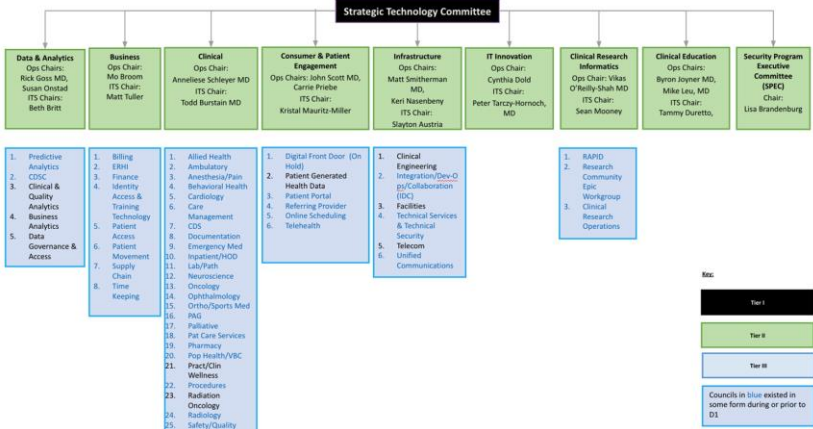 Strategic Technology Committee
Data & Analytics
Ops Chairs:
Rick Goss MD,
Susan Onstad
ITS Chairs:
Beth Britt
Business
Ops Chair:
Mo Broom
ITS Chair:
Matt Tuller
Clinical
Ops Chair:
Anneliese Schleyer MD
ITS Chair:
Todd Burstain MD
Consumer & Patient
Engagement
Ops Chairs: John Scott MD,
Carrie Priebe
ITS Chair:
Kristal Mauritz-Miller
Infrastructure
Ops Chairs:
Matt Smitherman
MD,
Keri Nasenbeny
ITS Chair:
Slayton Austria
IT Innovation
Ops Chair:
Cynthia Dold
ITS Chair:
Peter Tarczy-Hornoch,
MD
Clinical Research
Informatics
Ops Chair: Vikas
O'Reilly-Shah MD
ITS Chair:
Sean Mooney
Clinical Education
Ops Chairs:
Byron Joyner MD,
Mike Leu, MD
ITS Chair:
Tammy Duretto,
Security Program
Executive
Committee
(SPEC)
Chair:
Lisa Brandenburg
1. Predictive
Analytics
2. CDSC
3. Clinical &
Quality
Analytics
4. Business
Analytics
5. Data
Governance &
Access
1. Billing
2. ERHI
3. Finance
4. Identity
Access &
Training
Technology
5. Patient
Access
6. Patient
Movement
7. Supply
Chain
8. Time
Keeping
1. Allied Health
2. Ambulatory
3. Anesthesia/Pain
4. Behavioral Health
5. Cardiology
6. Care
Management
7. CDS
8. Documentation
9. Emergency Med
10. Inpatient/HOD
11. Lab/Path
12. Neuroscience
13. Oncology
14. Ophthalmology
15. Ortho/Sports Med
16. PAG
17. Palliative
18. Pat Care Services
19. Pharmacy
20. Pop Health/VBC
21. Pract/Clin
Wellness
22. Procedures
23. Radiation
Oncology
24. Radiology
25. Safety/Quality
1. Digital Front Door (On
Hold)
2. Patient Generated
Health Data
3. Patient Portal
4. Referring Provider
5. Online Scheduling
6. Telehealth
1. Clinical
Engineering
2. Integration/Dev-O
ps/Collaboration
(IDC)
3. Facilities
4. Technical Services
& Technical
Security
5. Telecom
6. Unified
Communications
1. RAPID
2. Research
Community
Epic
Workgroup
3. Clinical
Research
Operations
Key:
Tier I
Tier II
Tier III
Councils in blue existed in
some form during or prior to
D1